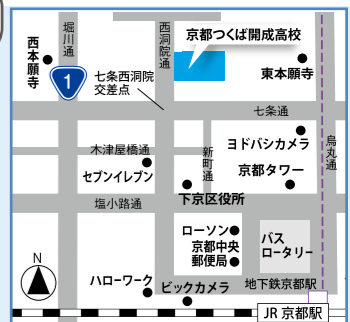 堀川通
西洞院通
京都つくば開成高校
西本願寺
1
七条西洞院
交差点
東本願寺
七条通
ヨドバシカメラ
烏丸通
木津屋橋通
新町通
セブンイレブン
京都タワー
下京区役所
塩小路通
ローソン
京都中央
郵便局
バス
ロータリー
N
ハローワーク
ビックカメラ
地下鉄京都駅
JR 京都駅